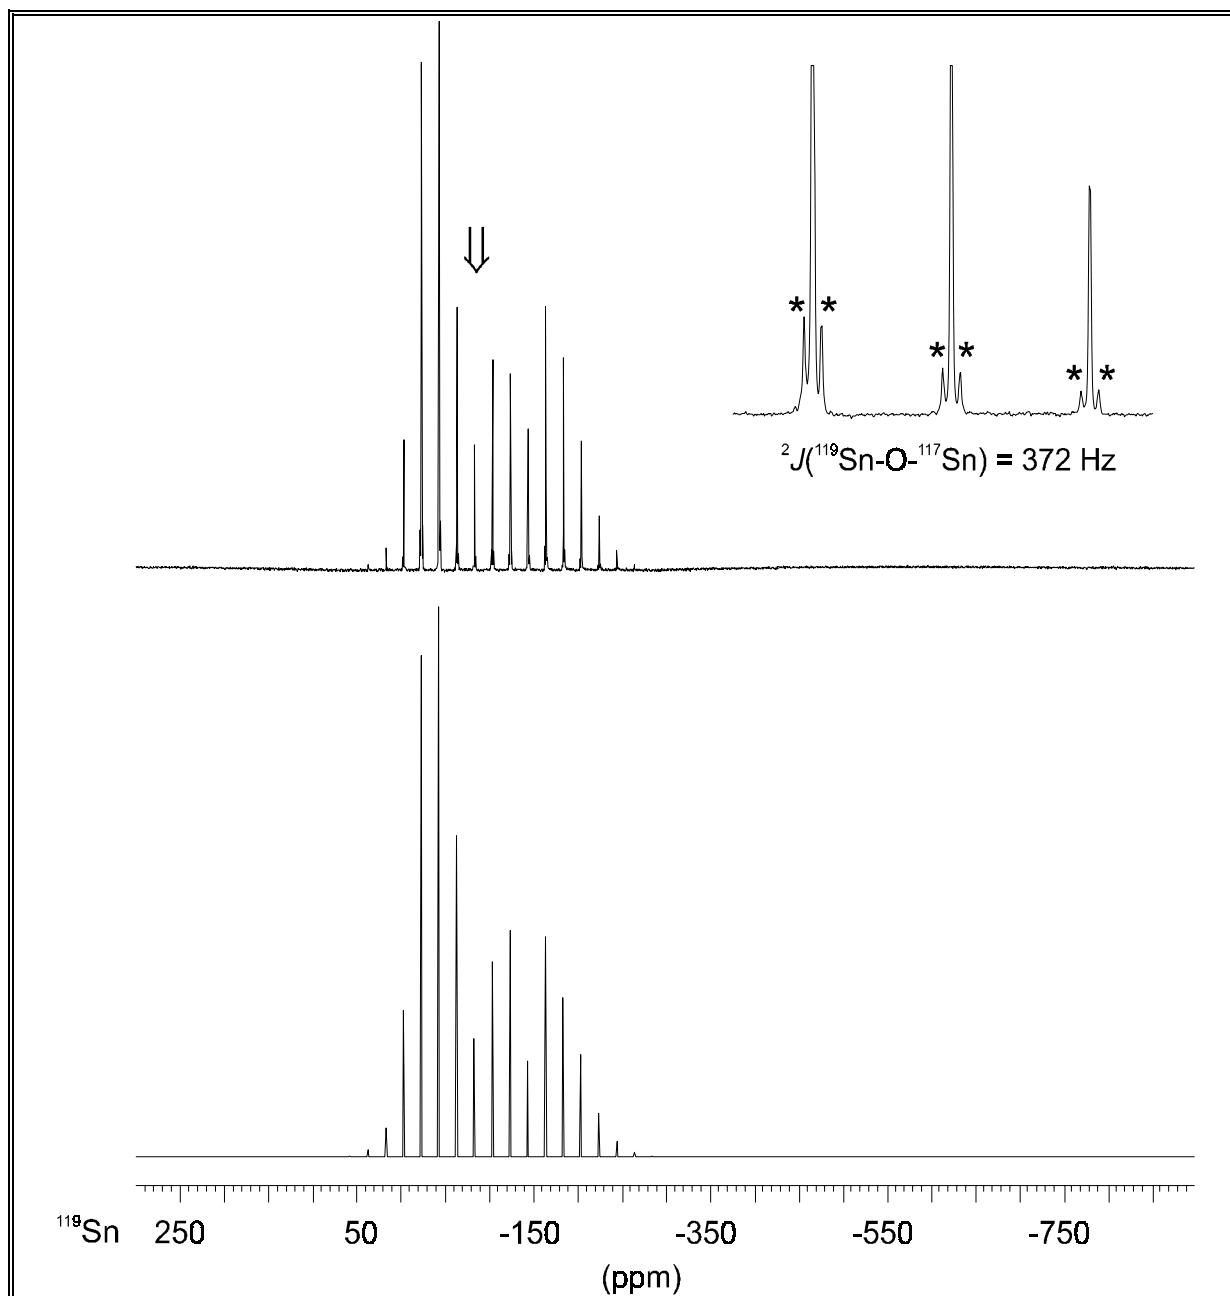 ⇓
* * * * * *
²J(¹¹⁹Sn-O-¹¹⁷Sn) = 372 Hz
¹¹⁹Sn 250 50 -150 -350 -550 -750
(ppm)